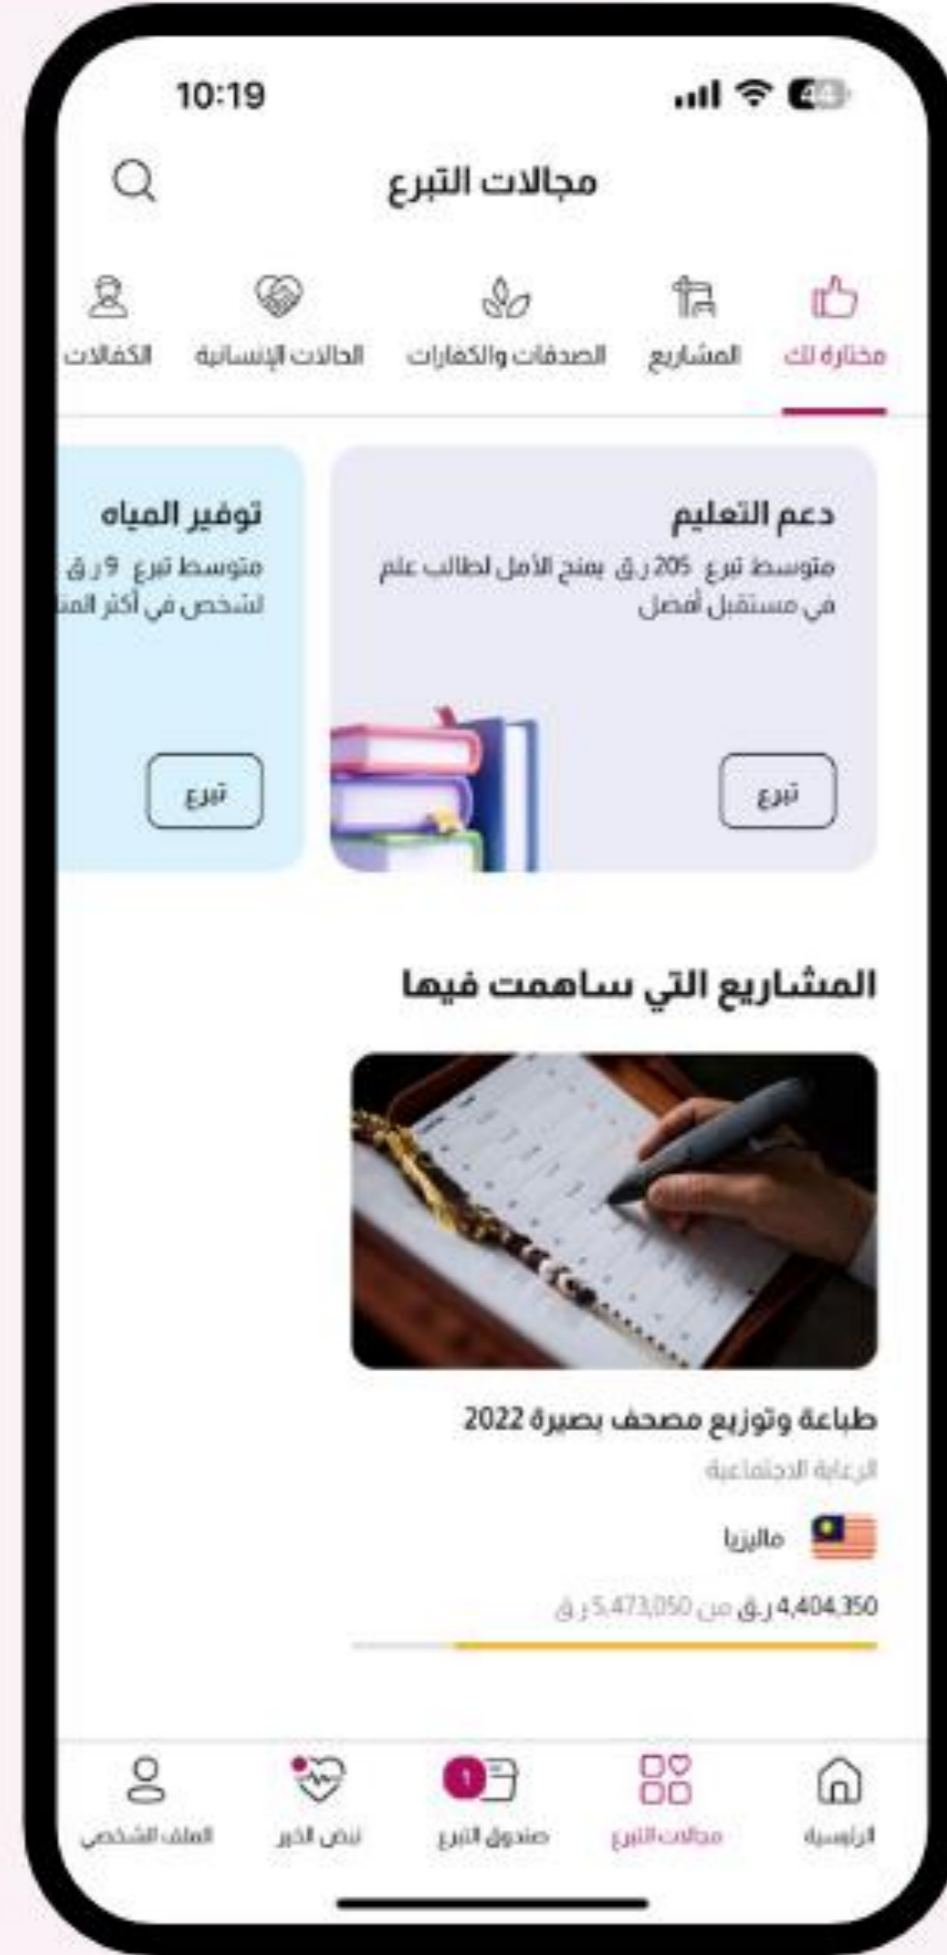 10:19
44
مجالات التبرع
مختارة لك
المشاريع
الصدقات والكفارات
الحالات الإنسانية
الكفالات
دعم التعليم
متوسط تبرع 205 ر.ق يمنح الأمل لطالب علم
في مستقبل أفضل
تبرع
توفير المياه
متوسط تبرع 9 ر.ق
لشخص في أكثر المنا
تبرع
المشاريع التي ساهمت فيها
طباعة وتوزيع مصحف بصيرة 2022
الرعاية الاجتماعية
ماليزيا
4,404,350 ر.ق من 5,473,050 ر.ق
الرئيسية
مجالات التبرع
1
صندوق التبرع
نبض الخير
الملف الشخصي